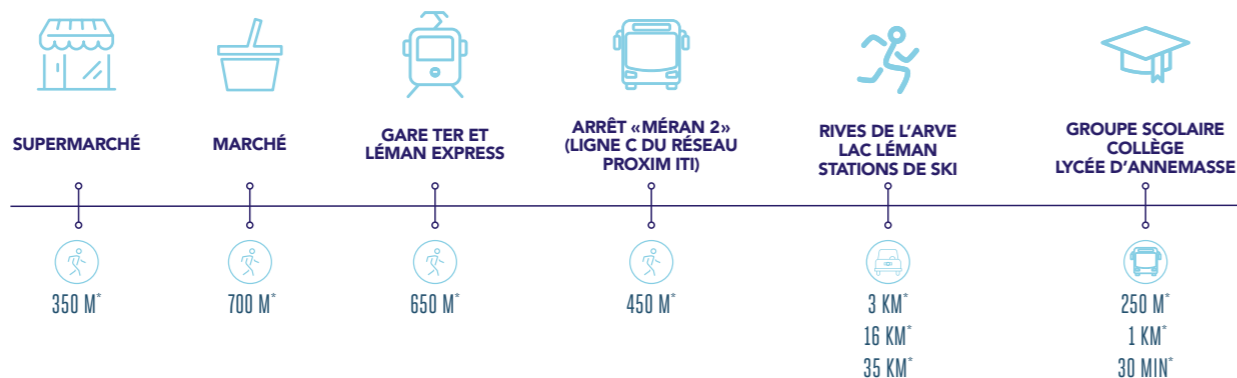 SUPERMARCHÉ
350 M*
MARCHÉ
700 M*
GARE TER ET
LÉMAN EXPRESS
650 M*
ARRÊT «MÉRAN 2»
(LIGNE C DU RÉSEAU
PROXIM ITI)
450 M*
RIVES DE L’ARVE
LAC LÉMAN
STATIONS DE SKI
3 KM*
16 KM*
35 KM*
GROUPE SCOLAIRE
COLLÈGE
LYCÉE D’ANNEMASSE
250 M*
1 KM*
30 MIN*